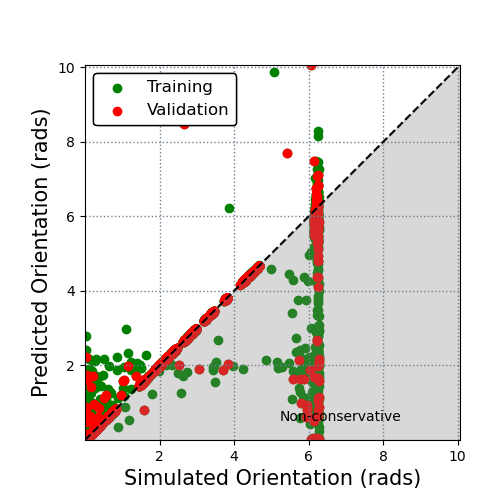 10
8
6
4
2
Predicted Orientation (rads)
Training
Validation
Non-conservative
2
4
6
8
10
Simulated Orientation (rads)